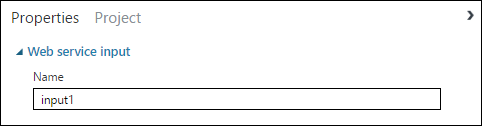 Properties Project
Web service input
Name
input1